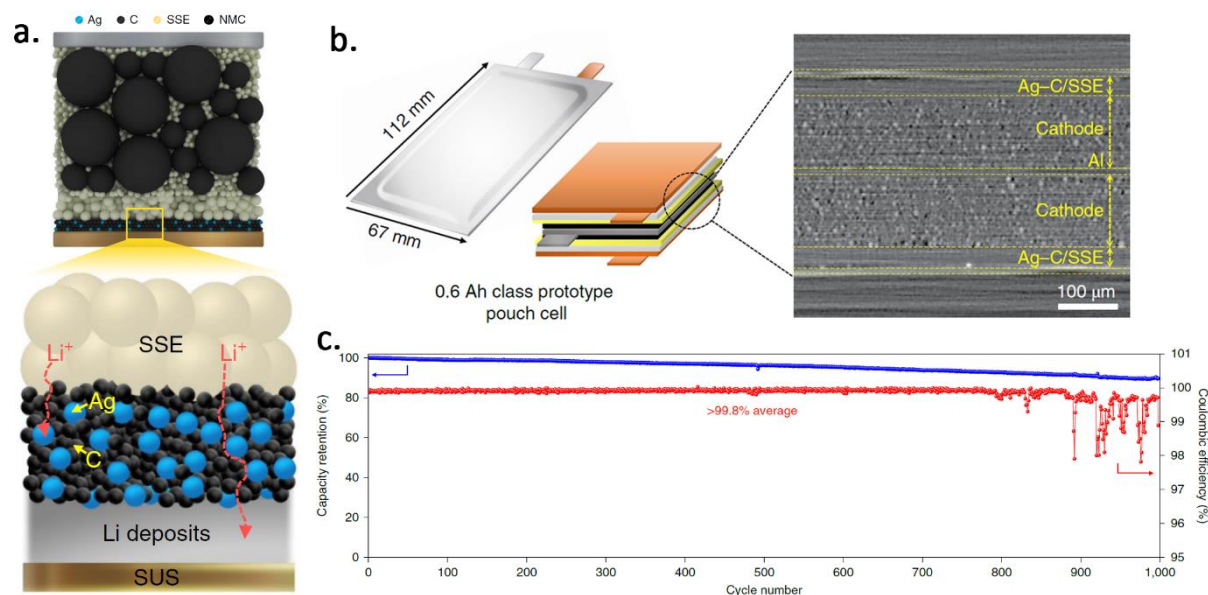 a.
Ag C SSE NMC
SSE
Li⁺ Li⁺
Ag
C
Li deposits
SUS
b.
112 mm
67 mm
0.6 Ah class prototype
pouch cell
Ag–C/SSE
Cathode
Al
Cathode
Ag–C/SSE
100 µm
c.
Capacity retention (%)
100
80
60
40
20
0
>99.8% average
101
100
99
98
97
96
95
Coulombic efficiency
(%)
0 100 200 300 400 500 600 700 800 900 1,000
Cycle number